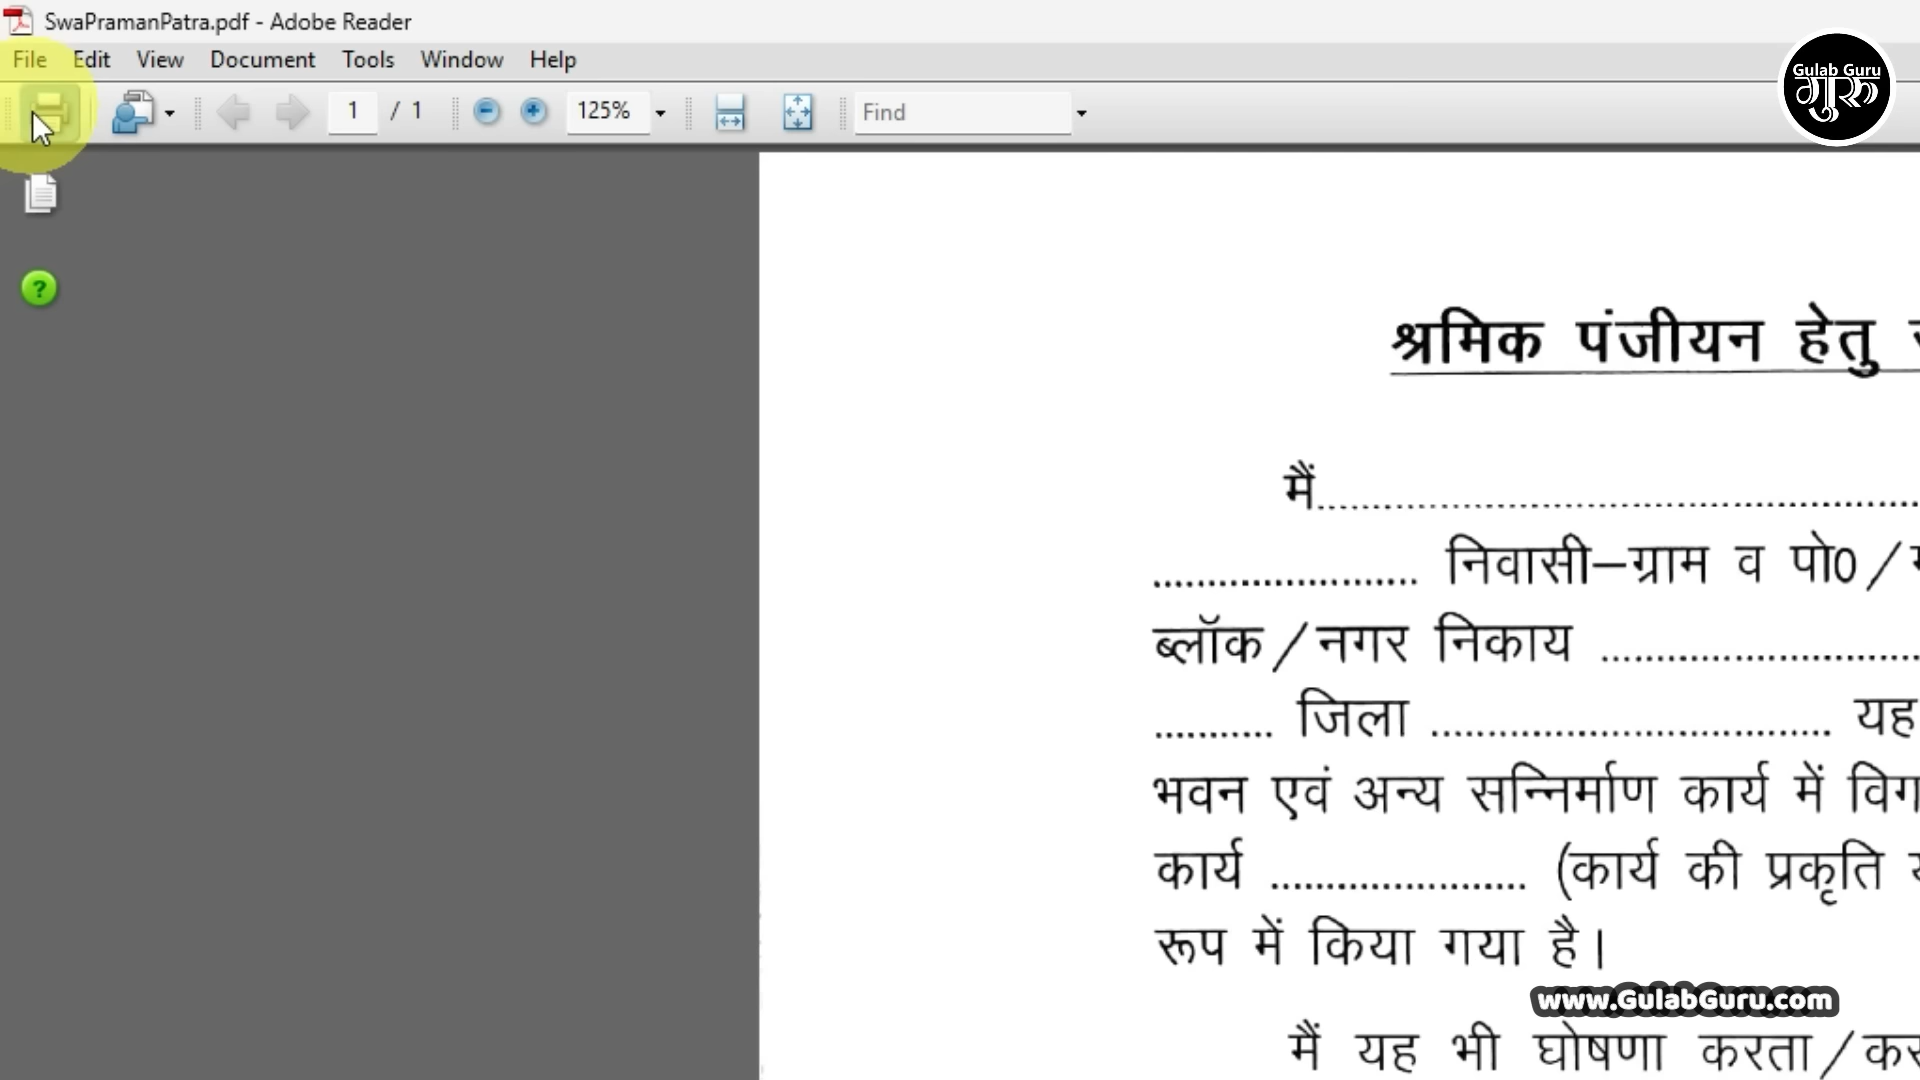 SwaPramanPatra.pdf - Adobe Reader
File Edit View Document Tools Window Help
1 / 1 125% Find
Gulab Guru
गुरु
श्रमिक पंजीयन हेतु
मैं..........................................................
........................ निवासी–ग्राम व पो0 /
ब्लॉक / नगर निकाय ..............................
........... जिला .................................... यह
भवन एवं अन्य सन्निर्माण कार्य में
कार्य ....................... (कार्य की प्रकृति
रूप में किया गया है।
www.GulabGuru.com
मैं यह भी घोषणा करता /